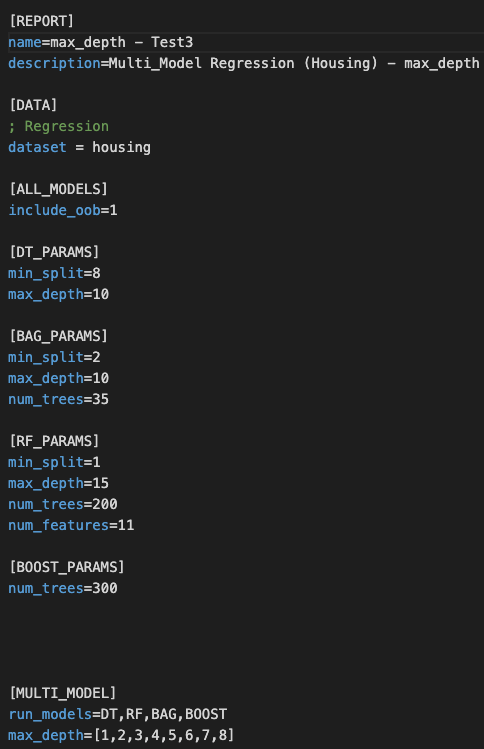 [REPORT]
name=max_depth - Test3
description=Multi_Model Regression (Housing) - max_depth
[DATA]
; Regression
dataset = housing
[ALL_MODELS]
include_oob=1
[DT_PARAMS]
min_split=8
max_depth=10
[BAG_PARAMS]
min_split=2
max_depth=10
num_trees=35
[RF_PARAMS]
min_split=1
max_depth=15
num_trees=200
num_features=11
[BOOST_PARAMS]
num_trees=300
[MULTI_MODEL]
run_models=DT,RF,BAG,BOOST
max_depth=[1,2,3,4,5,6,7,8]